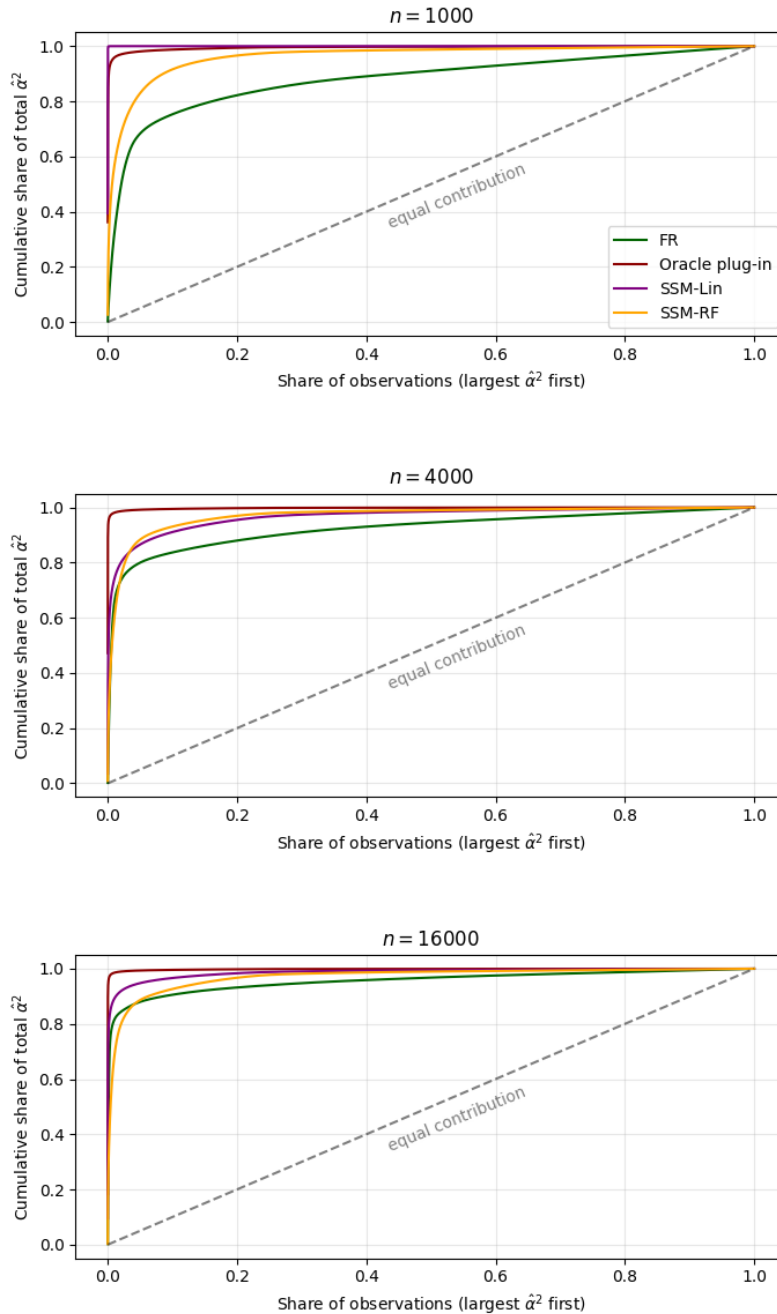 n = 1000
1.0
0.8
0.6
0.4
0.2
0.0
Cumulative share of total α̂²
equal contribution
FR
Oracle plug-in
SSM-Lin
SSM-RF
0.0 0.2 0.4 0.6 0.8 1.0
Share of observations (largest α̂² first)
n = 4000
1.0
0.8
0.6
0.4
0.2
0.0
Cumulative share of total α̂²
equal contribution
0.0 0.2 0.4 0.6 0.8 1.0
Share of observations (largest α̂² first)
n = 16000
1.0
0.8
0.6
0.4
0.2
0.0
Cumulative share of total α̂²
equal contribution
0.0 0.2 0.4 0.6 0.8 1.0
Share of observations (largest α̂² first)